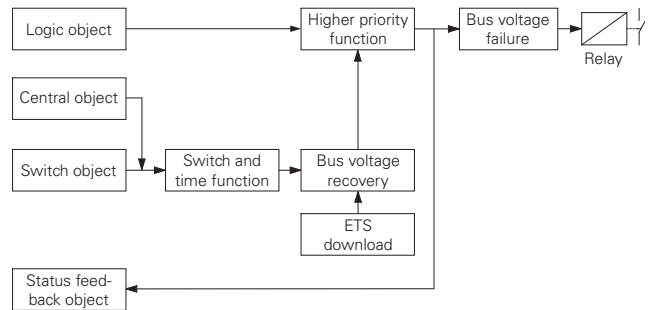 Logic object
Higher priority
function
Bus voltage
failure
Relay
Central object
Switch object
Switch and
time function
Bus voltage
recovery
ETS
download
Status feed-
back object